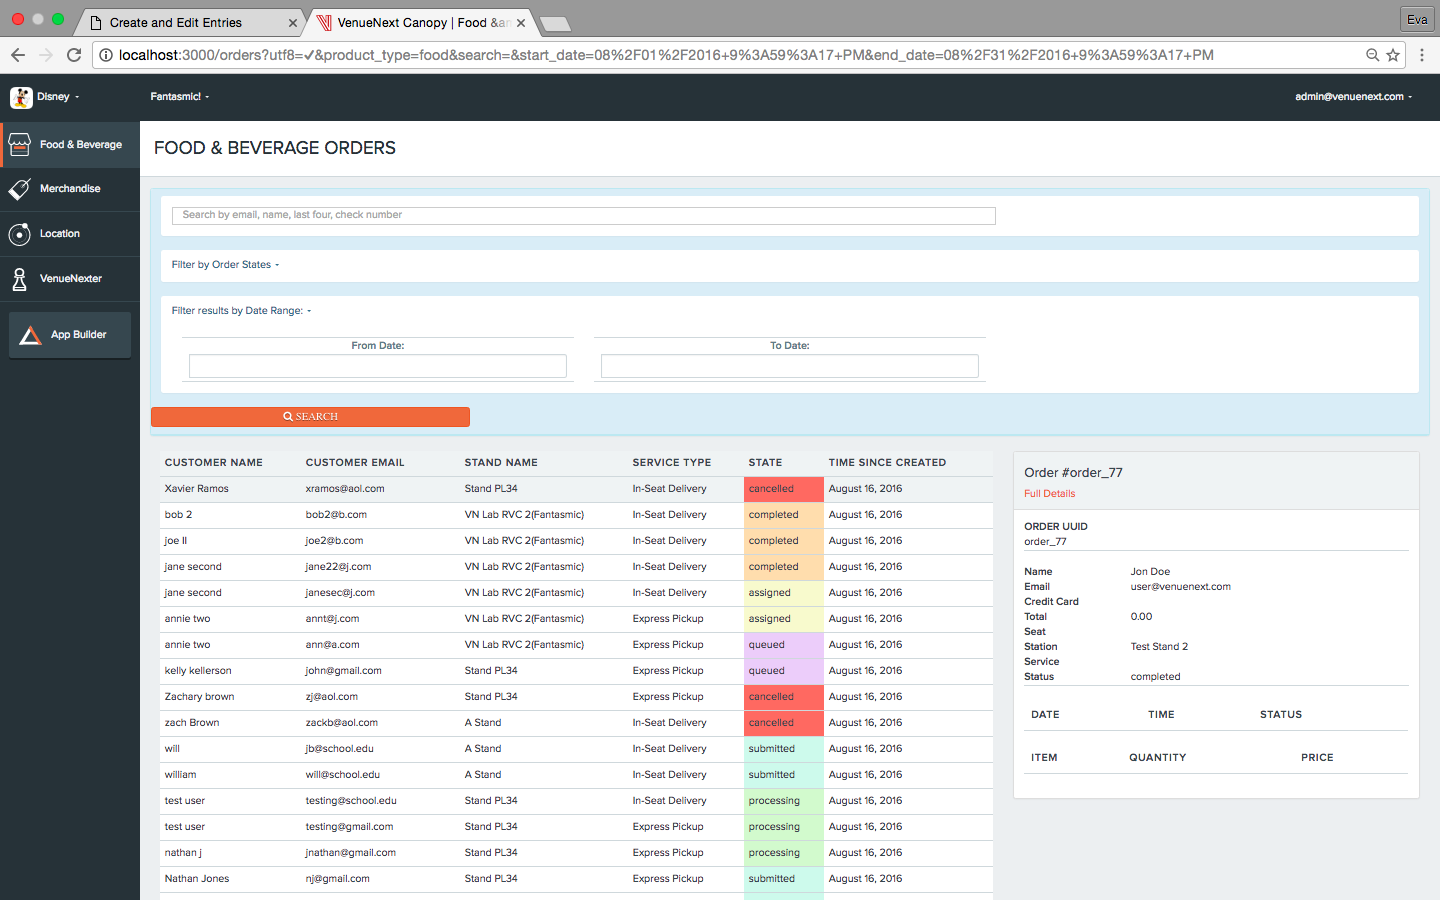 Create and Edit Entries
VenueNext Canopy | Food &an
Eva
localhost:3000/orders?utf8=✓&product_type=food&search=&start_date=08%2F01%2F2016+9%3A59%3A17+PM&end_date=08%2F31%2F2016+9%3A59%3A17+PM
Disney
Fantasmic!
admin@venuenext.com
Food & Beverage
Merchandise
Location
VenueNexter
App Builder
FOOD & BEVERAGE ORDERS
Search by email, name, last four, check number
Filter by Order States
Filter results by Date Range:
From Date: To Date:
SEARCH
CUSTOMER NAME CUSTOMER EMAIL STAND NAME SERVICE TYPE STATE TIME SINCE CREATED
Xavier Ramos xramos@aol.com Stand PL34 In-Seat Delivery cancelled August 16, 2016
bob 2 bob2@b.com VN Lab RVC 2(Fantasmic) In-Seat Delivery completed August 16, 2016
joe II joe2@b.com VN Lab RVC 2(Fantasmic) In-Seat Delivery completed August 16, 2016
jane second jane22@j.com VN Lab RVC 2(Fantasmic) In-Seat Delivery completed August 16, 2016
jane second janesec@j.com VN Lab RVC 2(Fantasmic) In-Seat Delivery assigned August 16, 2016
annie two annt@j.com VN Lab RVC 2(Fantasmic) Express Pickup assigned August 16, 2016
annie two ann@a.com VN Lab RVC 2(Fantasmic) Express Pickup queued August 16, 2016
kelly kellerson john@gmail.com Stand PL34 Express Pickup queued August 16, 2016
Zachary brown zj@aol.com Stand PL34 Express Pickup cancelled August 16, 2016
zach Brown zackb@aol.com A Stand In-Seat Delivery cancelled August 16, 2016
will jb@school.edu A Stand In-Seat Delivery submitted August 16, 2016
william will@school.edu A Stand In-Seat Delivery submitted August 16, 2016
test user testing@school.edu Stand PL34 In-Seat Delivery processing August 16, 2016
test user testing@gmail.com Stand PL34 Express Pickup processing August 16, 2016
nathan j jnathan@gmail.com Stand PL34 Express Pickup processing August 16, 2016
Nathan Jones nj@gmail.com Stand PL34 Express Pickup submitted August 16, 2016
Order #order_77
Full Details
ORDER UUID
order_77
Name Jon Doe
Email user@venuenext.com
Credit Card
Total 0.00
Seat
Station Test Stand 2
Service
Status completed
DATE TIME STATUS
ITEM QUANTITY PRICE